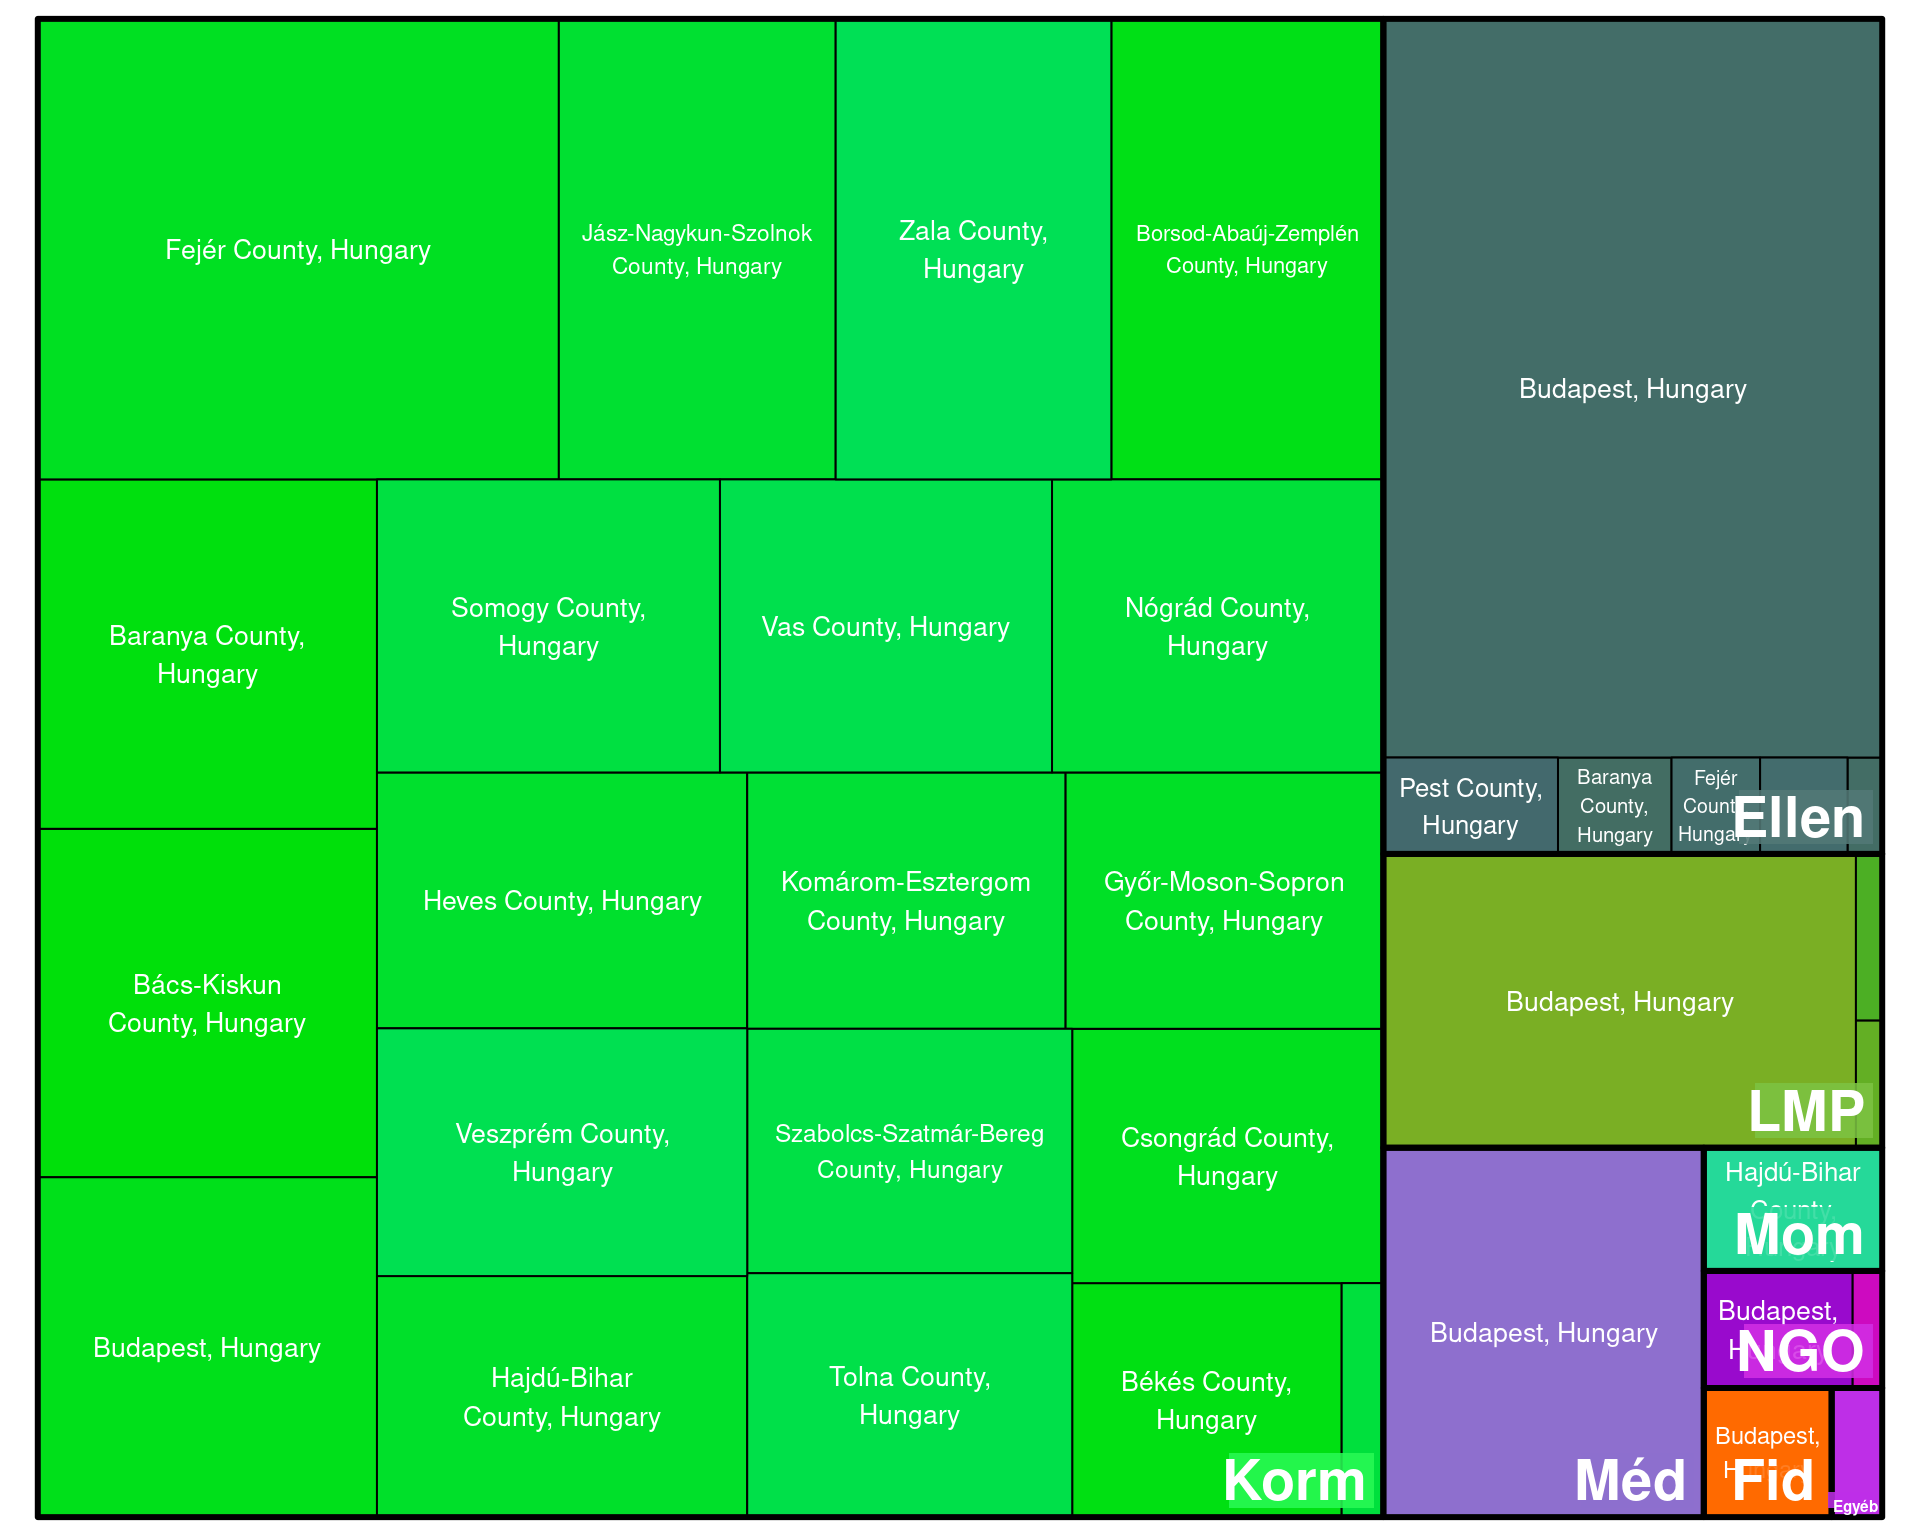 Fejér County, Hungary
Jász-Nagykun-Szolnok
County, Hungary
Zala County,
Hungary
Borsod-Abaúj-Zemplén
County, Hungary
Baranya County,
Hungary
Somogy County,
Hungary
Vas County, Hungary
Nógrád County,
Hungary
Bács-Kiskun
County, Hungary
Heves County, Hungary
Komárom-Esztergom
County, Hungary
Győr-Moson-Sopron
County, Hungary
Veszprém County,
Hungary
Szabolcs-Szatmár-Bereg
County, Hungary
Csongrád County,
Hungary
Budapest, Hungary
Hajdú-Bihar
County, Hungary
Tolna County,
Hungary
Békés County,
Hungary
Korm
Budapest, Hungary
Pest County,
Hungary
Baranya
County,
Hungary
Fejér
County,
Hungary
Ellen
Budapest, Hungary
LMP
Budapest, Hungary
Méd
Hajdú-Bihar
County,
Mom
Budapest,
NGO
Budapest,
Fid
Egyéb